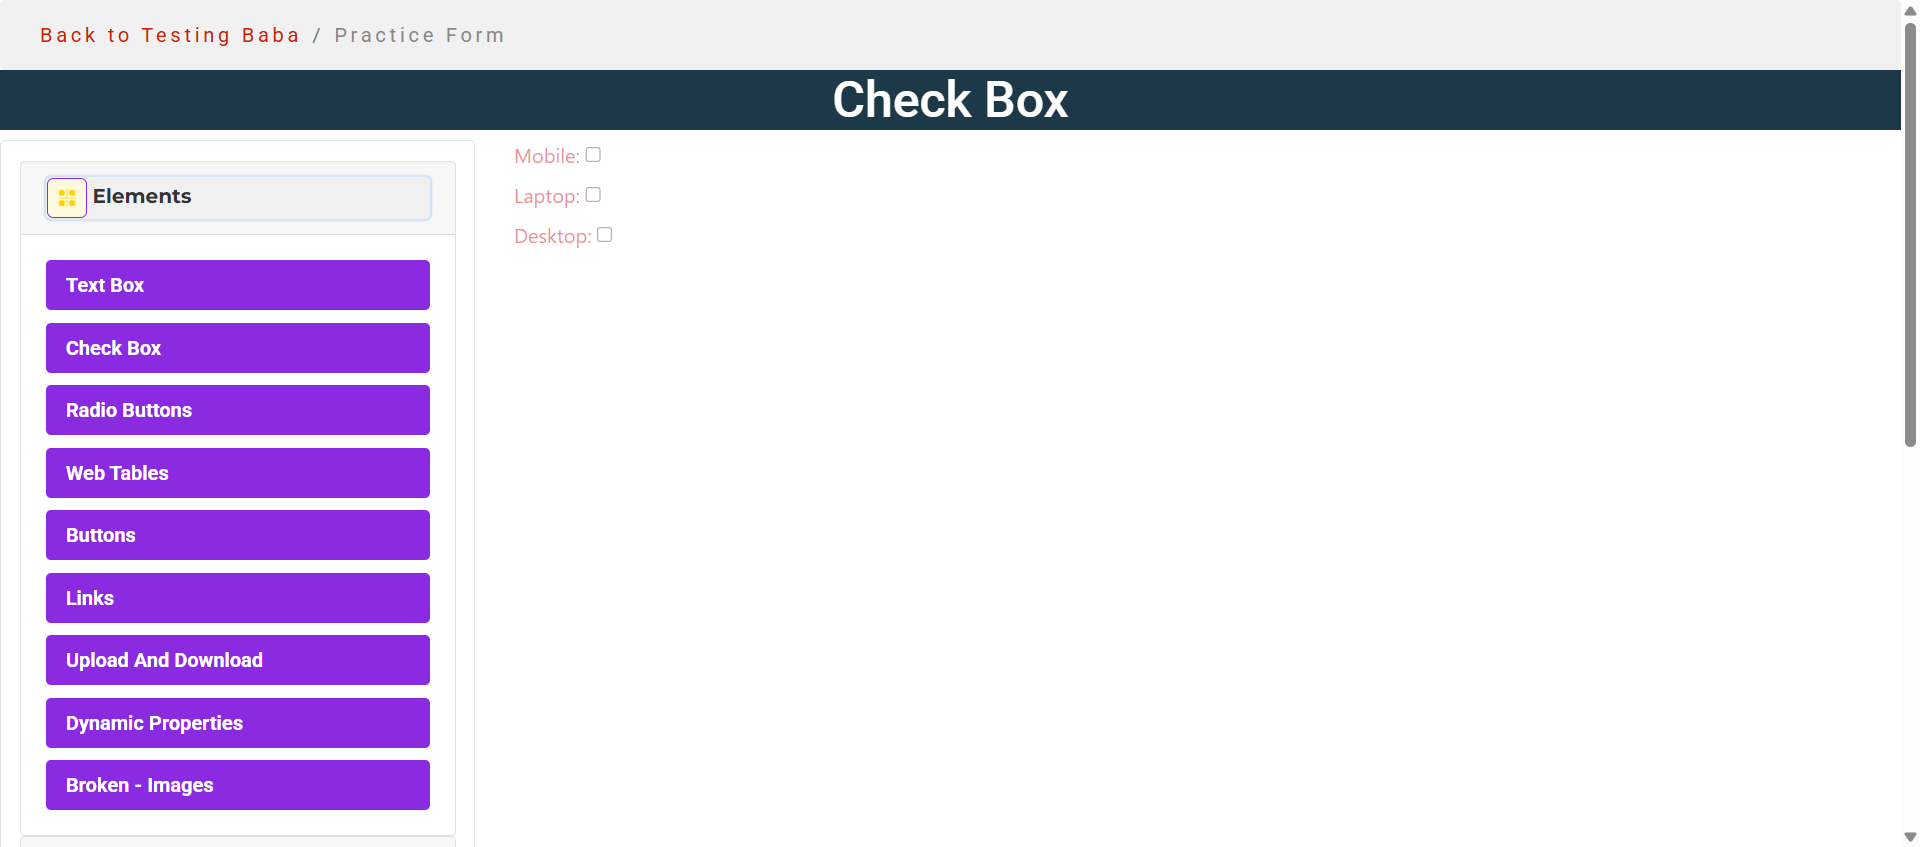 Back to Testing Baba / Practice Form
Check Box
Elements
Text Box
Check Box
Radio Buttons
Web Tables
Buttons
Links
Upload And Download
Dynamic Properties
Broken - Images
Mobile:
Laptop:
Desktop: